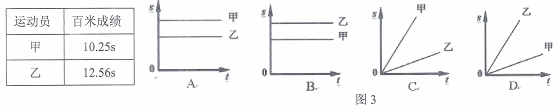 运动员 百米成绩
甲 10.25s
乙 12.56s
s 甲 乙 0 t A
s 乙 甲 0 t B
s 甲 乙 0 t C
s 乙 甲 0 t D
图 3